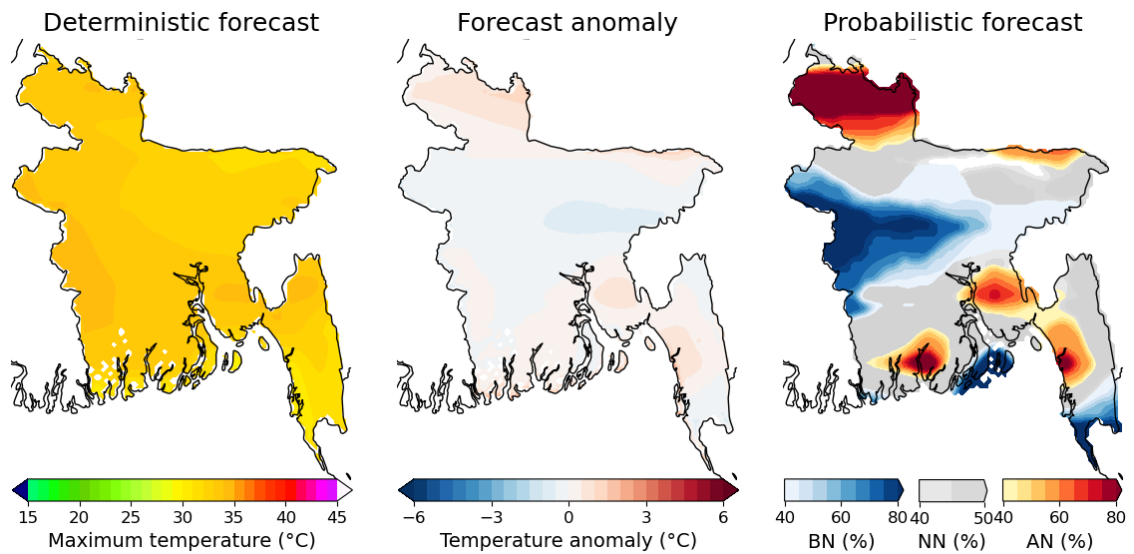 Deterministic forecast
Forecast anomaly
Probabilistic forecast
15 20 25 30 35 40 45
Maximum temperature (°C)
−6 −3 0 3 6
Temperature anomaly (°C)
40 60 80
BN (%)
40 50
NN (%)
40 60 80
AN (%)